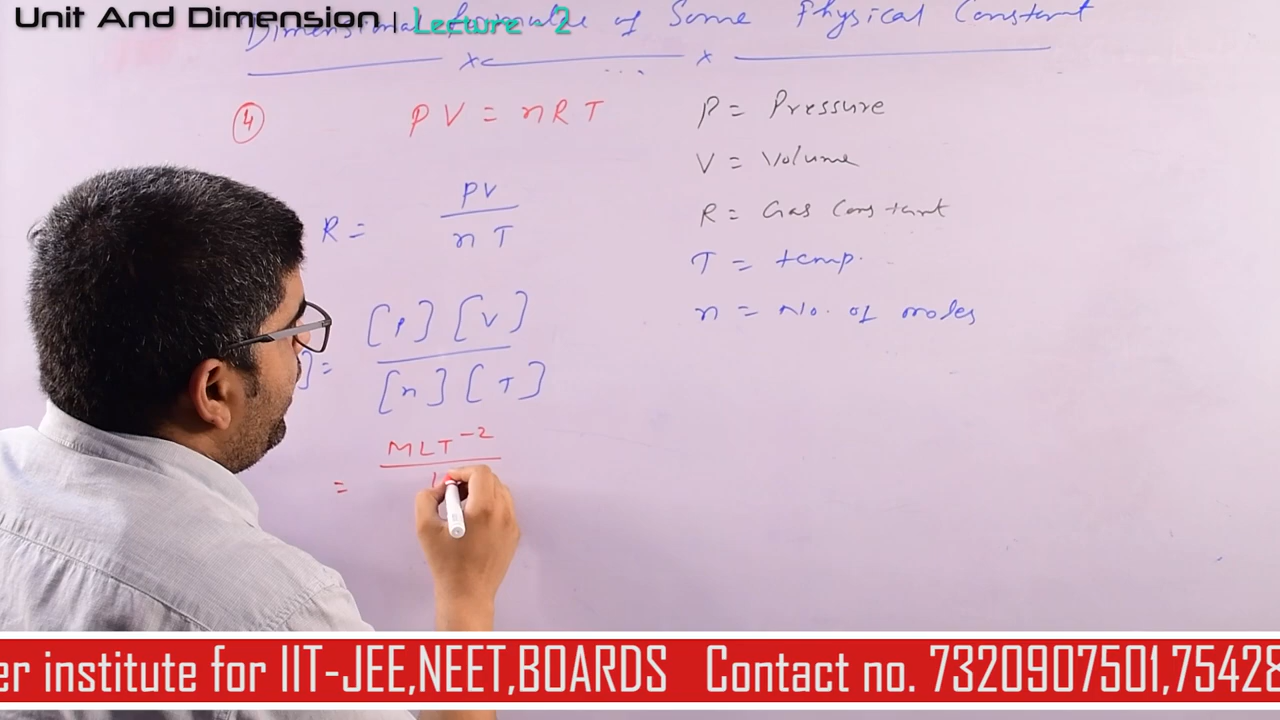 Unit And Dimension | Lecture 2
Dimensional formulae of Some Physical Constant
④ PV = nRT
P = Pressure
V = Volume
R = Gas Constant
T = temp.
n = No. of moles
R = PV / nT
] = [P] [V] / [n] [T]
= MLT⁻² /
er institute for IIT-JEE,NEET,BOARDS Contact no. 7320907501,75428